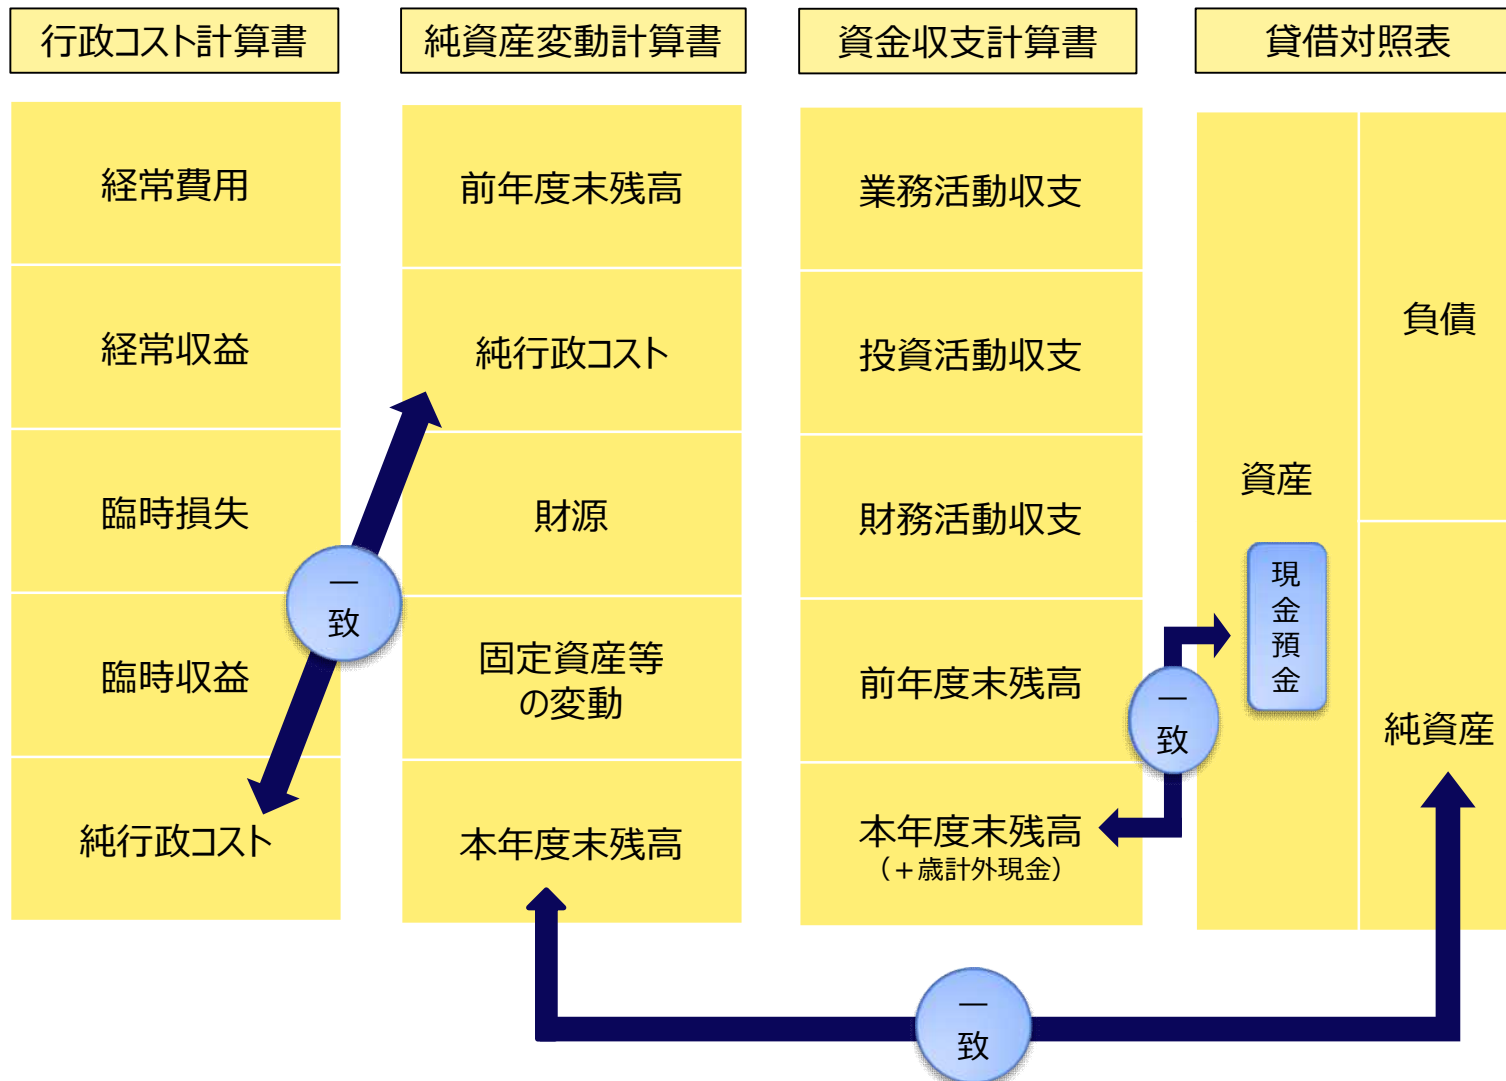 行政コスト計算書
純資産変動計算書
資金収支計算書
貸借対照表
経常費用
経常収益
臨時損失
臨時収益
純行政コスト
前年度末残高
純行政コスト
財源
固定資産等
の変動
本年度末残高
業務活動収支
投資活動収支
財務活動収支
前年度末残高
本年度末残高
（＋歳計外現金）
資産
現金預金
負債
純資産
一致
一致
一致